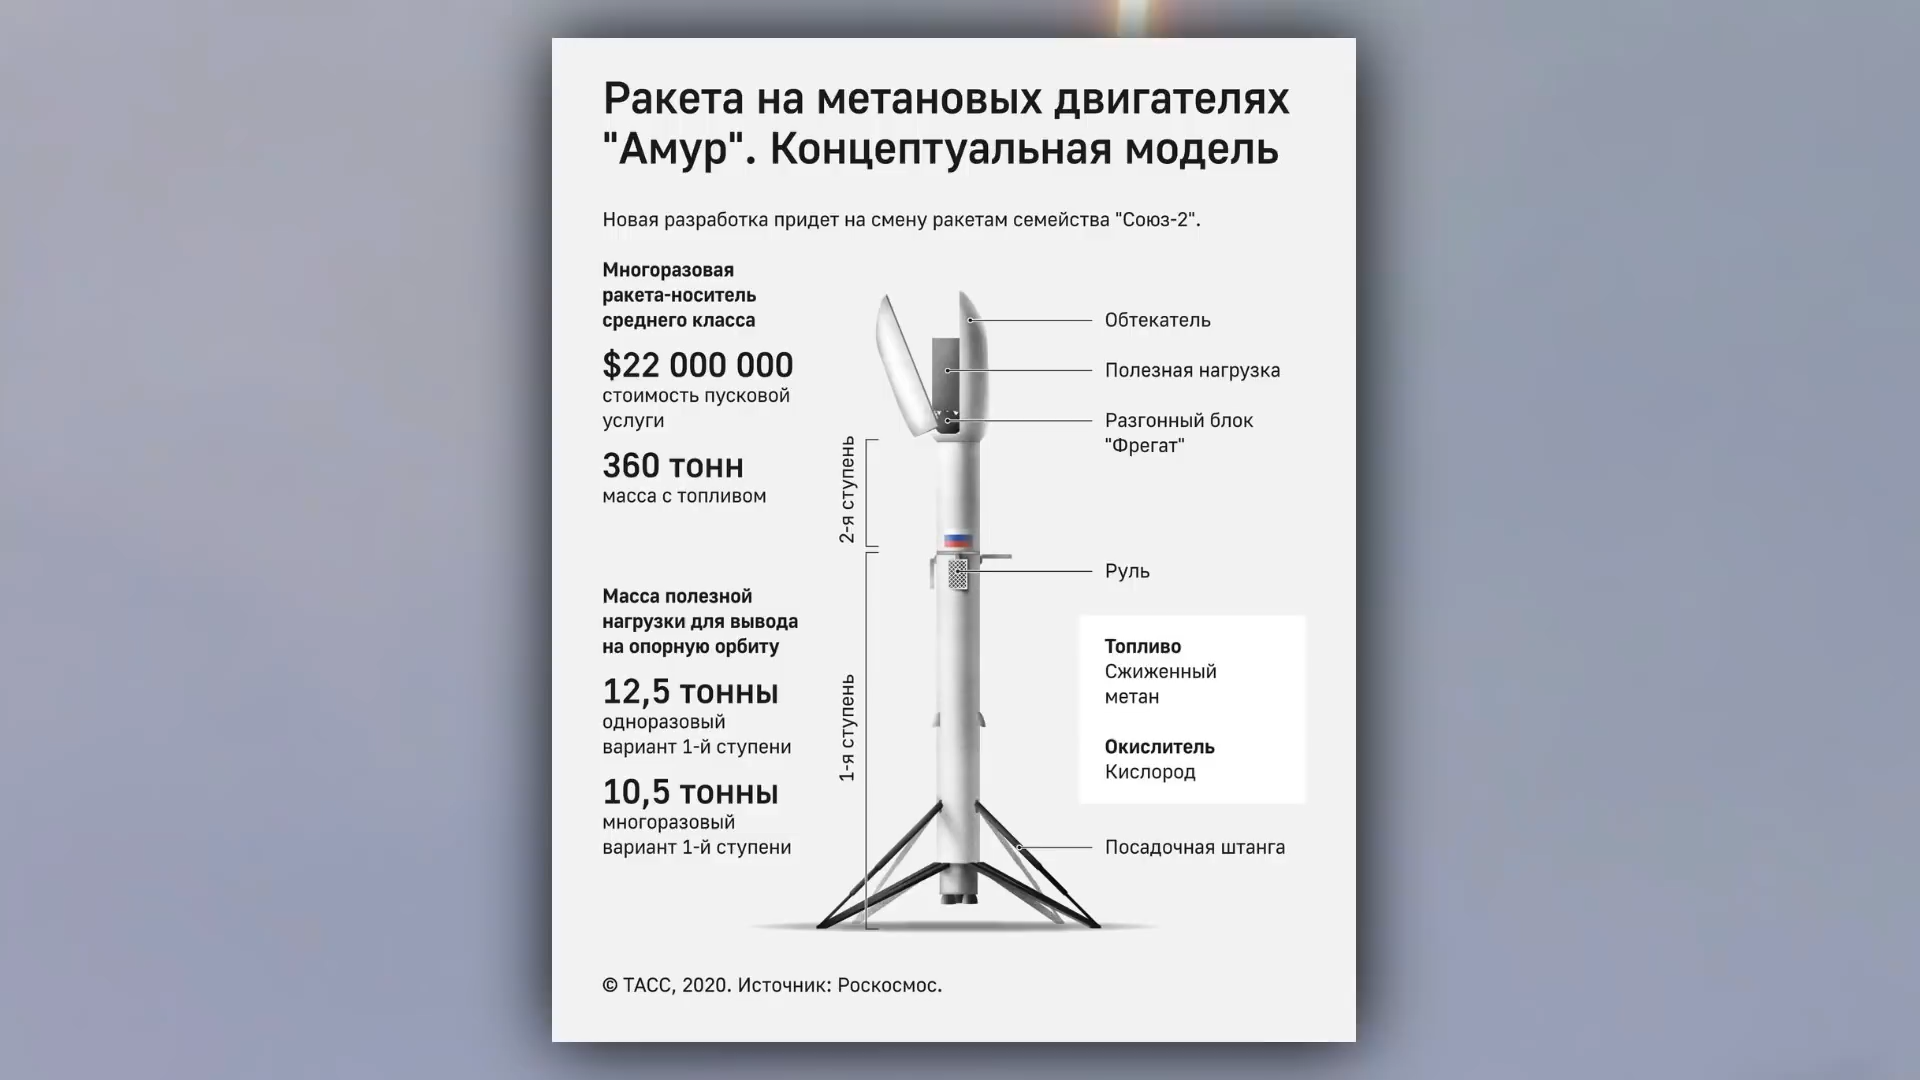 Ракета на метановых двигателях
"Амур". Концептуальная модель
Новая разработка придет на смену ракетам семейства "Союз-2".
Многоразовая
ракета-носитель
среднего класса
$22 000 000
стоимость пусковой
услуги
360 тонн
масса с топливом
Масса полезной
нагрузки для вывода
на опорную орбиту
12,5 тонны
одноразовый
вариант 1-й ступени
10,5 тонны
многоразовый
вариант 1-й ступени
2-я ступень
1-я ступень
Обтекатель
Полезная нагрузка
Разгонный блок
"Фрегат"
Руль
Топливо
Сжиженный
метан
Окислитель
Кислород
Посадочная штанга
© ТАСС, 2020. Источник: Роскосмос.